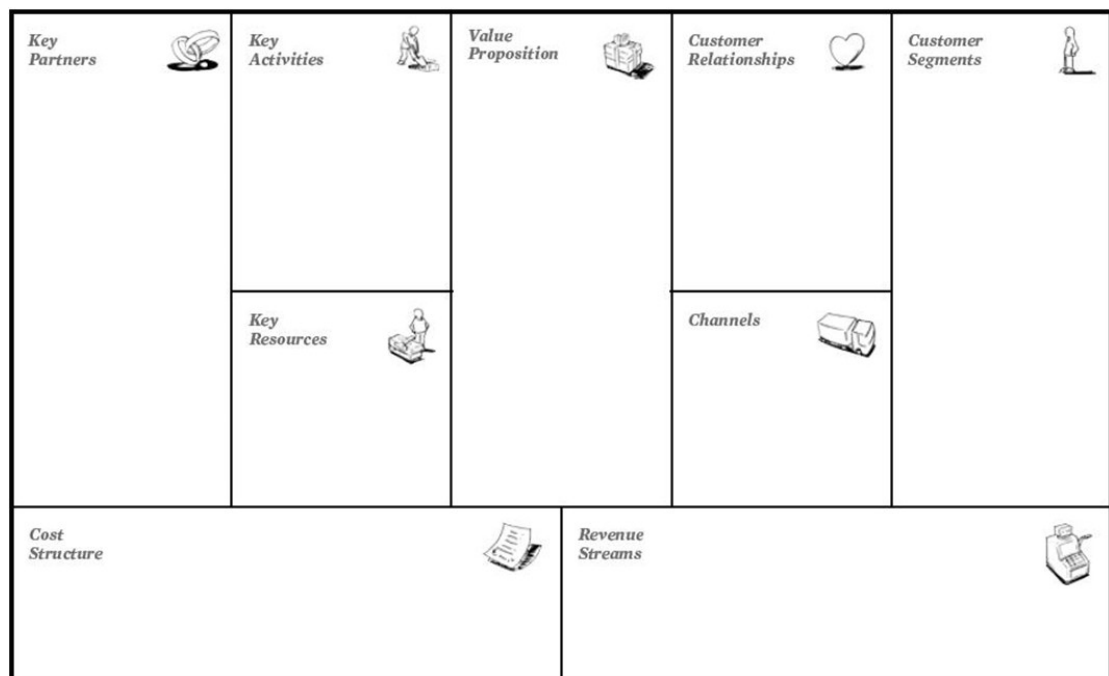 Key
Partners
Key
Activities
Value
Proposition
Customer
Relationships
Customer
Segments
Key
Resources
Channels
Cost
Structure
Revenue
Streams